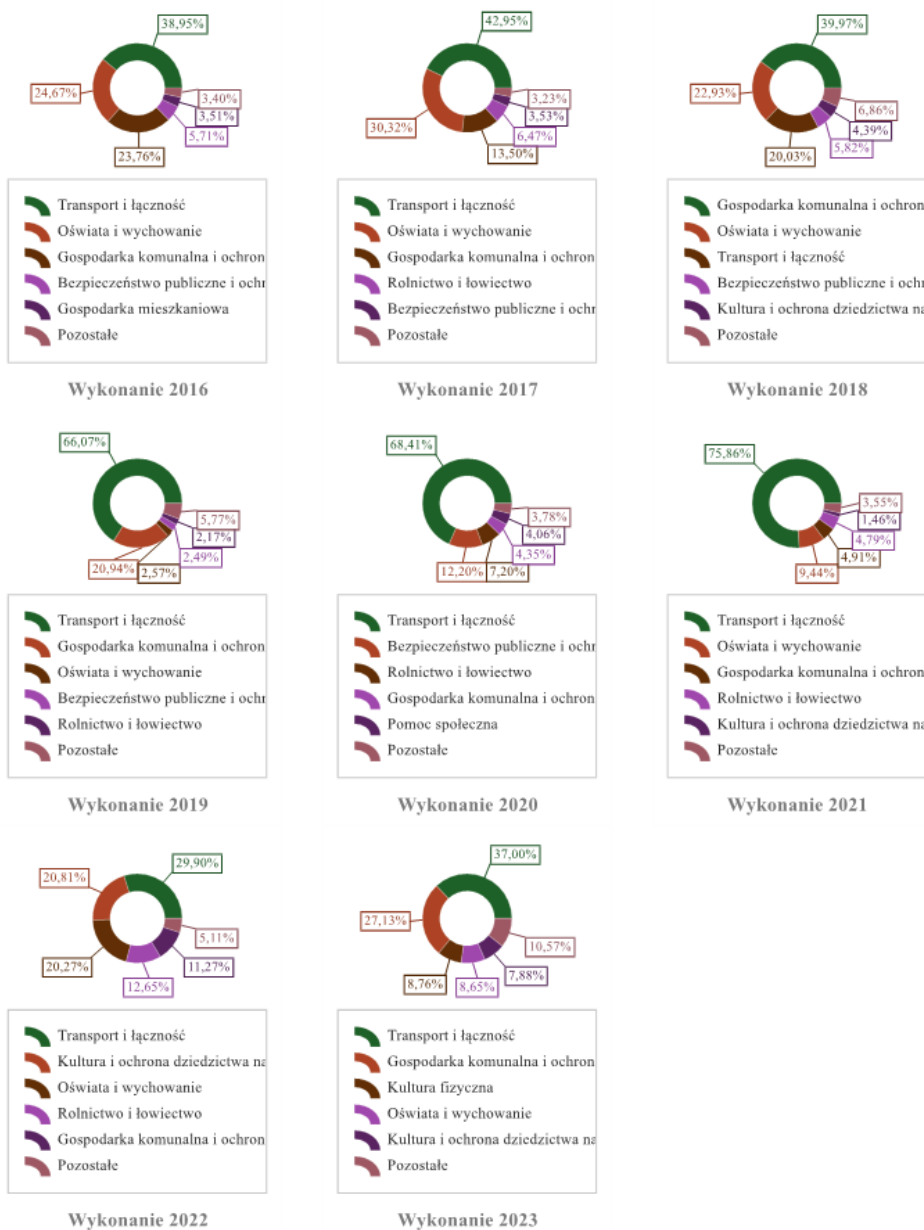 38,95%
24,67%
3,40%
3,51%
5,71%
23,76%
Transport i łączność
Oświata i wychowanie
Gospodarka komunalna i ochron
Bezpieczeństwo publiczne i ochr
Gospodarka mieszkaniowa
Pozostałe
Wykonanie 2016
42,95%
30,32%
3,23%
3,53%
6,47%
13,50%
Transport i łączność
Oświata i wychowanie
Gospodarka komunalna i ochron
Rolnictwo i łowiectwo
Bezpieczeństwo publiczne i ochr
Pozostałe
Wykonanie 2017
39,97%
22,93%
6,86%
4,39%
5,82%
20,03%
Gospodarka komunalna i ochron
Oświata i wychowanie
Transport i łączność
Bezpieczeństwo publiczne i ochr
Kultura i ochrona dziedzictwa na
Pozostałe
Wykonanie 2018
66,07%
5,77%
2,17%
2,49%
20,94%
2,57%
Transport i łączność
Gospodarka komunalna i ochron
Oświata i wychowanie
Bezpieczeństwo publiczne i ochr
Rolnictwo i łowiectwo
Pozostałe
Wykonanie 2019
68,41%
3,78%
4,06%
4,35%
12,20%
7,20%
Transport i łączność
Bezpieczeństwo publiczne i ochr
Rolnictwo i łowiectwo
Gospodarka komunalna i ochron
Pomoc społeczna
Pozostałe
Wykonanie 2020
75,86%
3,55%
1,46%
4,79%
4,91%
9,44%
Transport i łączność
Oświata i wychowanie
Gospodarka komunalna i ochron
Rolnictwo i łowiectwo
Kultura i ochrona dziedzictwa na
Pozostałe
Wykonanie 2021
29,90%
20,81%
5,11%
20,27%
11,27%
12,65%
Transport i łączność
Kultura i ochrona dziedzictwa na
Oświata i wychowanie
Rolnictwo i łowiectwo
Gospodarka komunalna i ochron
Pozostałe
Wykonanie 2022
37,00%
27,13%
10,57%
7,88%
8,76%
8,65%
Transport i łączność
Gospodarka komunalna i ochron
Kultura fizyczna
Oświata i wychowanie
Kultura i ochrona dziedzictwa na
Pozostałe
Wykonanie 2023